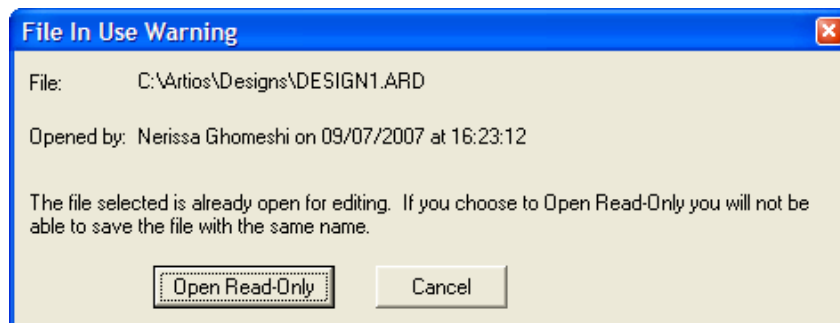 File In Use Warning
File: C:\Artios\Designs\DESIGN1.ARD
Opened by: Nerissa Ghomeshi on 09/07/2007 at 16:23:12
The file selected is already open for editing. If you choose to Open Read-Only you will not be
able to save the file with the same name.
Open Read-Only Cancel